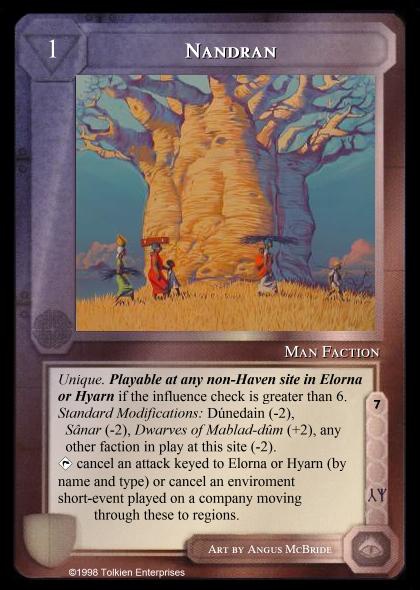 1
NANDRAN
MAN FACTION
Unique. Playable at any non-Haven site in Elorna
or Hyarn if the influence check is greater than 6.
Standard Modifications: Dúnedain (-2),
Sânar (-2), Dwarves of Mablad-dûm (+2), any
other faction in play at this site (-2).
cancel an attack keyed to Elorna or Hyarn (by
name and type) or cancel an enviroment
short-event played on a company moving
through these to regions.
7
ART BY ANGUS MCBRIDE
©1998 Tolkien Enterprises